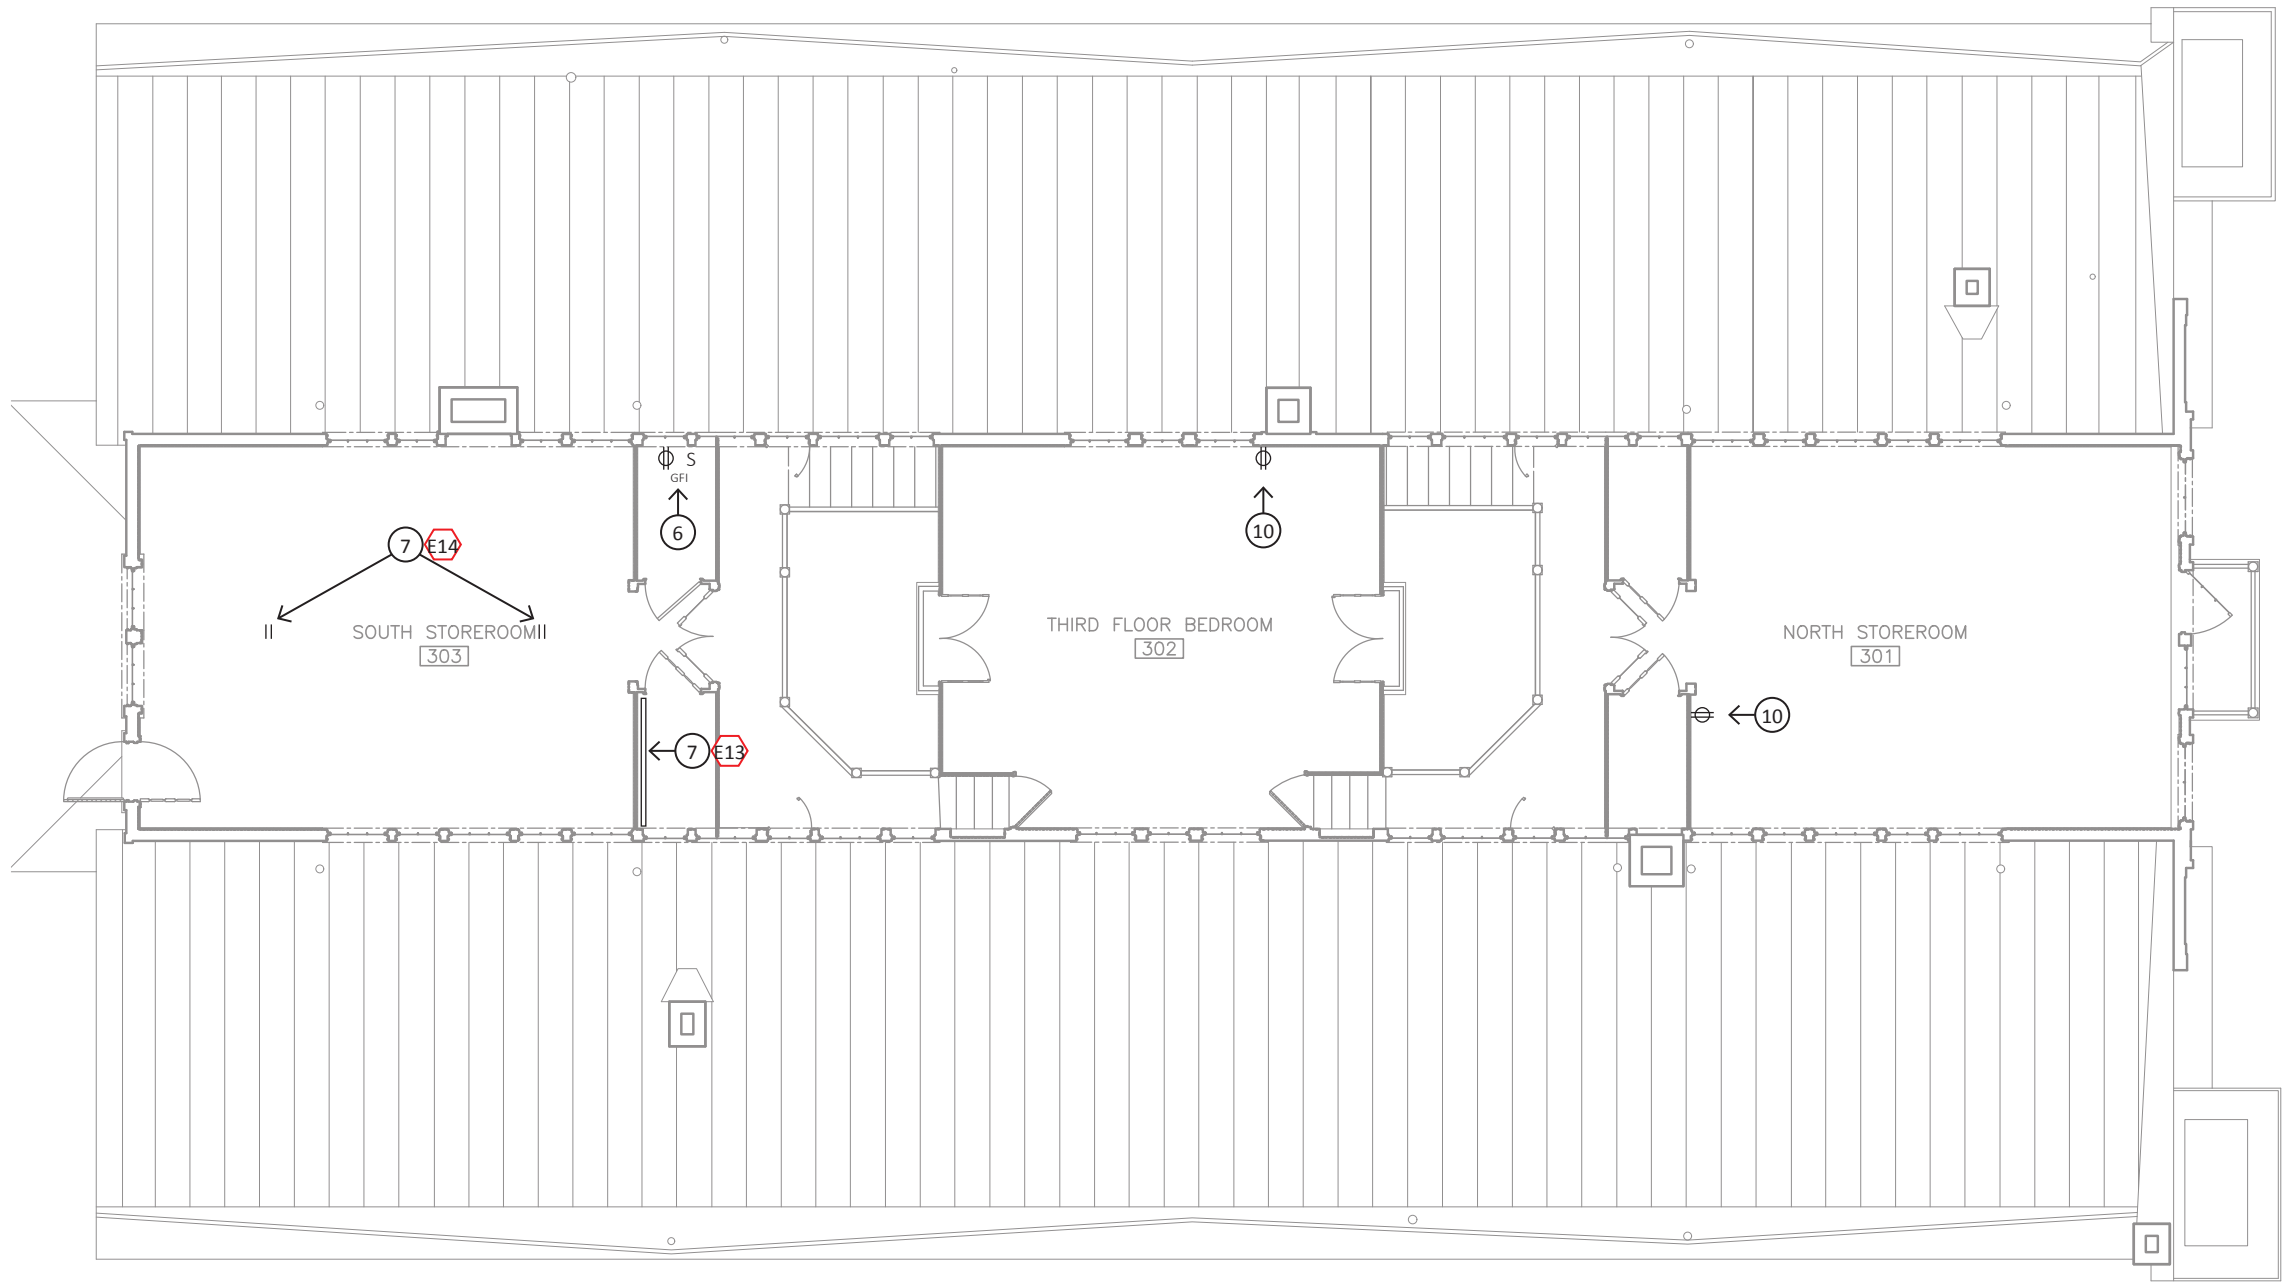 S
GFI
6
10
7 E14
SOUTH STOREROOM
303
THIRD FLOOR BEDROOM
302
NORTH STOREROOM
301
10
7 E13